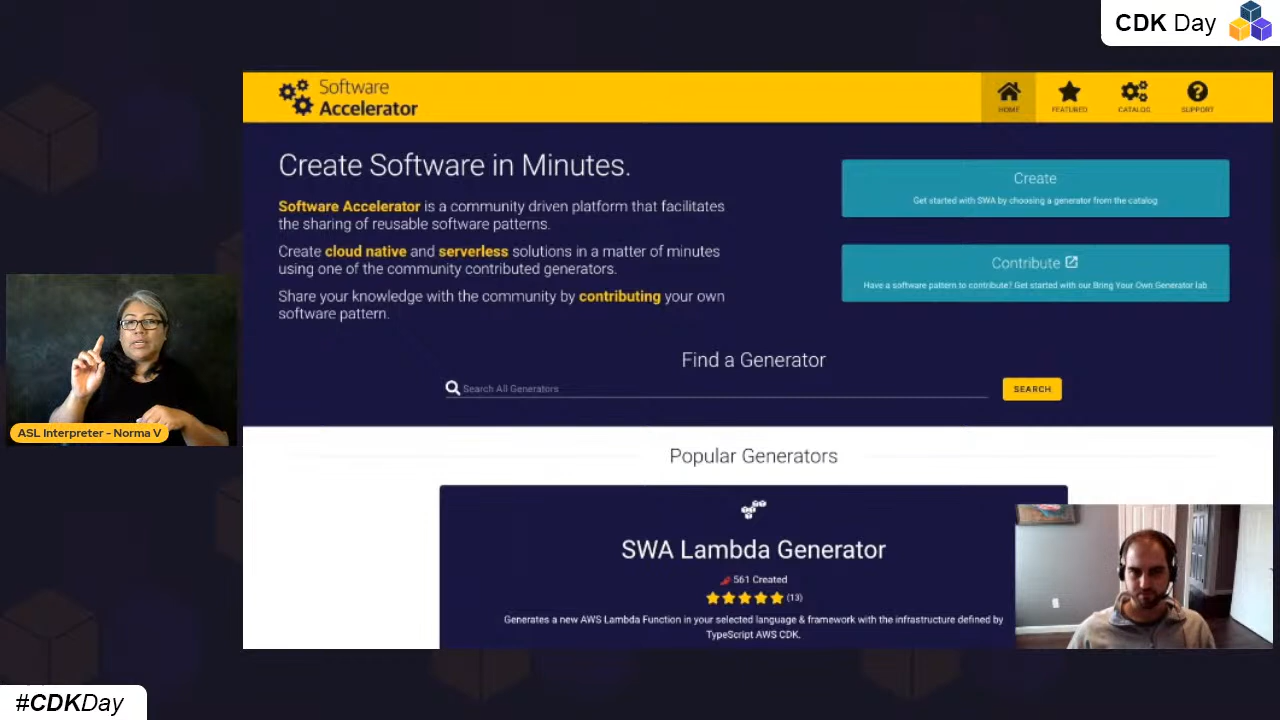 CDK Day
Software
Accelerator
HOME
FEATURED
CATALOG
SUPPORT
Create Software in Minutes.
Software Accelerator is a community driven platform that facilitates
the sharing of reusable software patterns.
Create cloud native and serverless solutions in a matter of minutes
using one of the community contributed generators.
Share your knowledge with the community by contributing your own
software pattern.
Create
Get started with SWA by choosing a generator from the catalog
Contribute
Have a software pattern to contribute? Get started with our Bring Your Own Generator lab
Find a Generator
Search All Generators
SEARCH
ASL Interpreter - Norma V
Popular Generators
SWA Lambda Generator
561 Created
(13)
Generates a new AWS Lambda Function in your selected language & framework with the infrastructure defined by
TypeScript AWS CDK.
#CDKDay